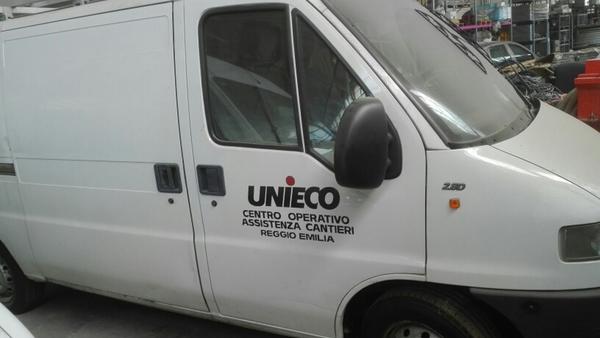 UNIECO
CENTRO OPERATIVO
ASSISTENZA CANTIERI
REGGIO EMILIA
2.8D